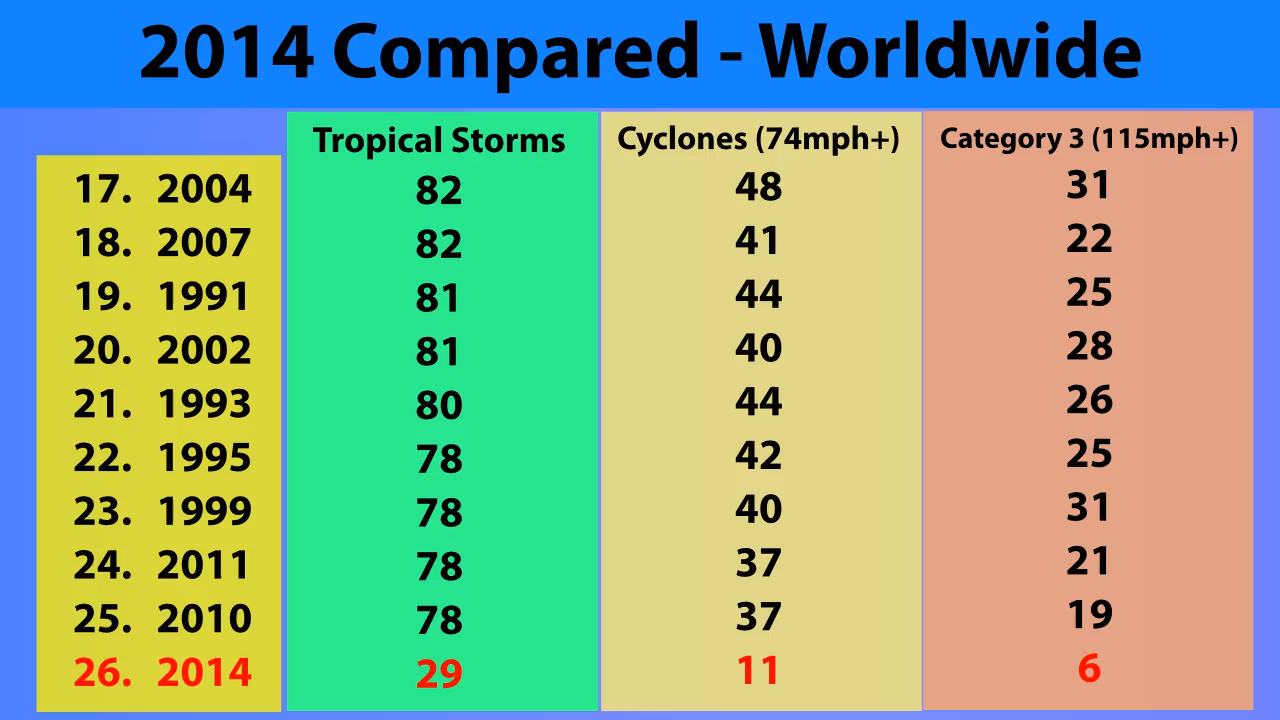 2014 Compared - Worldwide
Tropical Storms Cyclones (74mph+) Category 3 (115mph+)
17. 2004 82 48 31
18. 2007 82 41 22
19. 1991 81 44 25
20. 2002 81 40 28
21. 1993 80 44 26
22. 1995 78 42 25
23. 1999 78 40 31
24. 2011 78 37 21
25. 2010 78 37 19
26. 2014 29 11 6